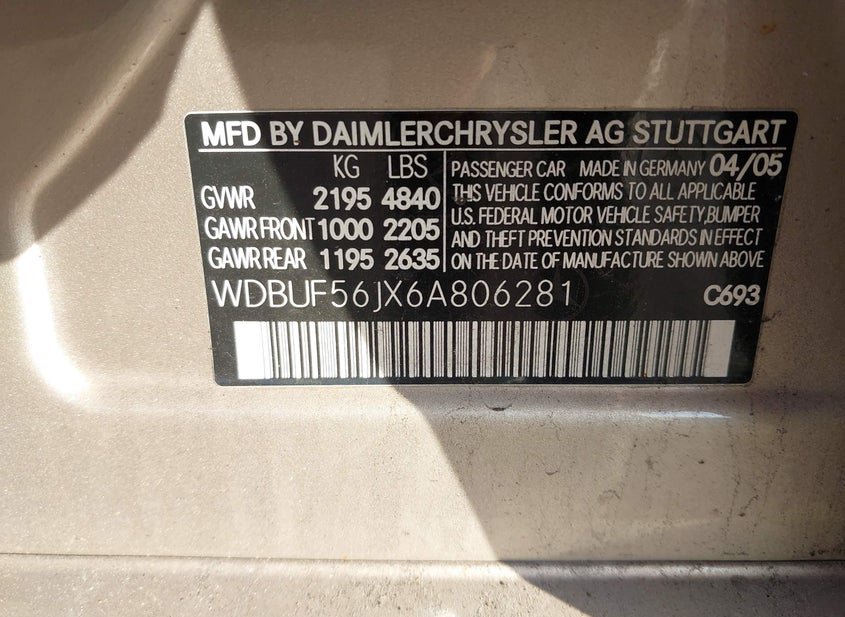 MFD BY DAIMLERCHRYSLER AG STUTTGART
KG LBS
GVWR 2195 4840
GAWR FRONT 1000 2205
GAWR REAR 1195 2635
PASSENGER CAR MADE IN GERMANY 04/05
THIS VEHICLE CONFORMS TO ALL APPLICABLE
U.S. FEDERAL MOTOR VEHICLE SAFETY,BUMPER
AND THEFT PREVENTION STANDARDS IN EFFECT
ON THE DATE OF MANUFACTURE SHOWN ABOVE
WDBUF56JX6A806281 C693